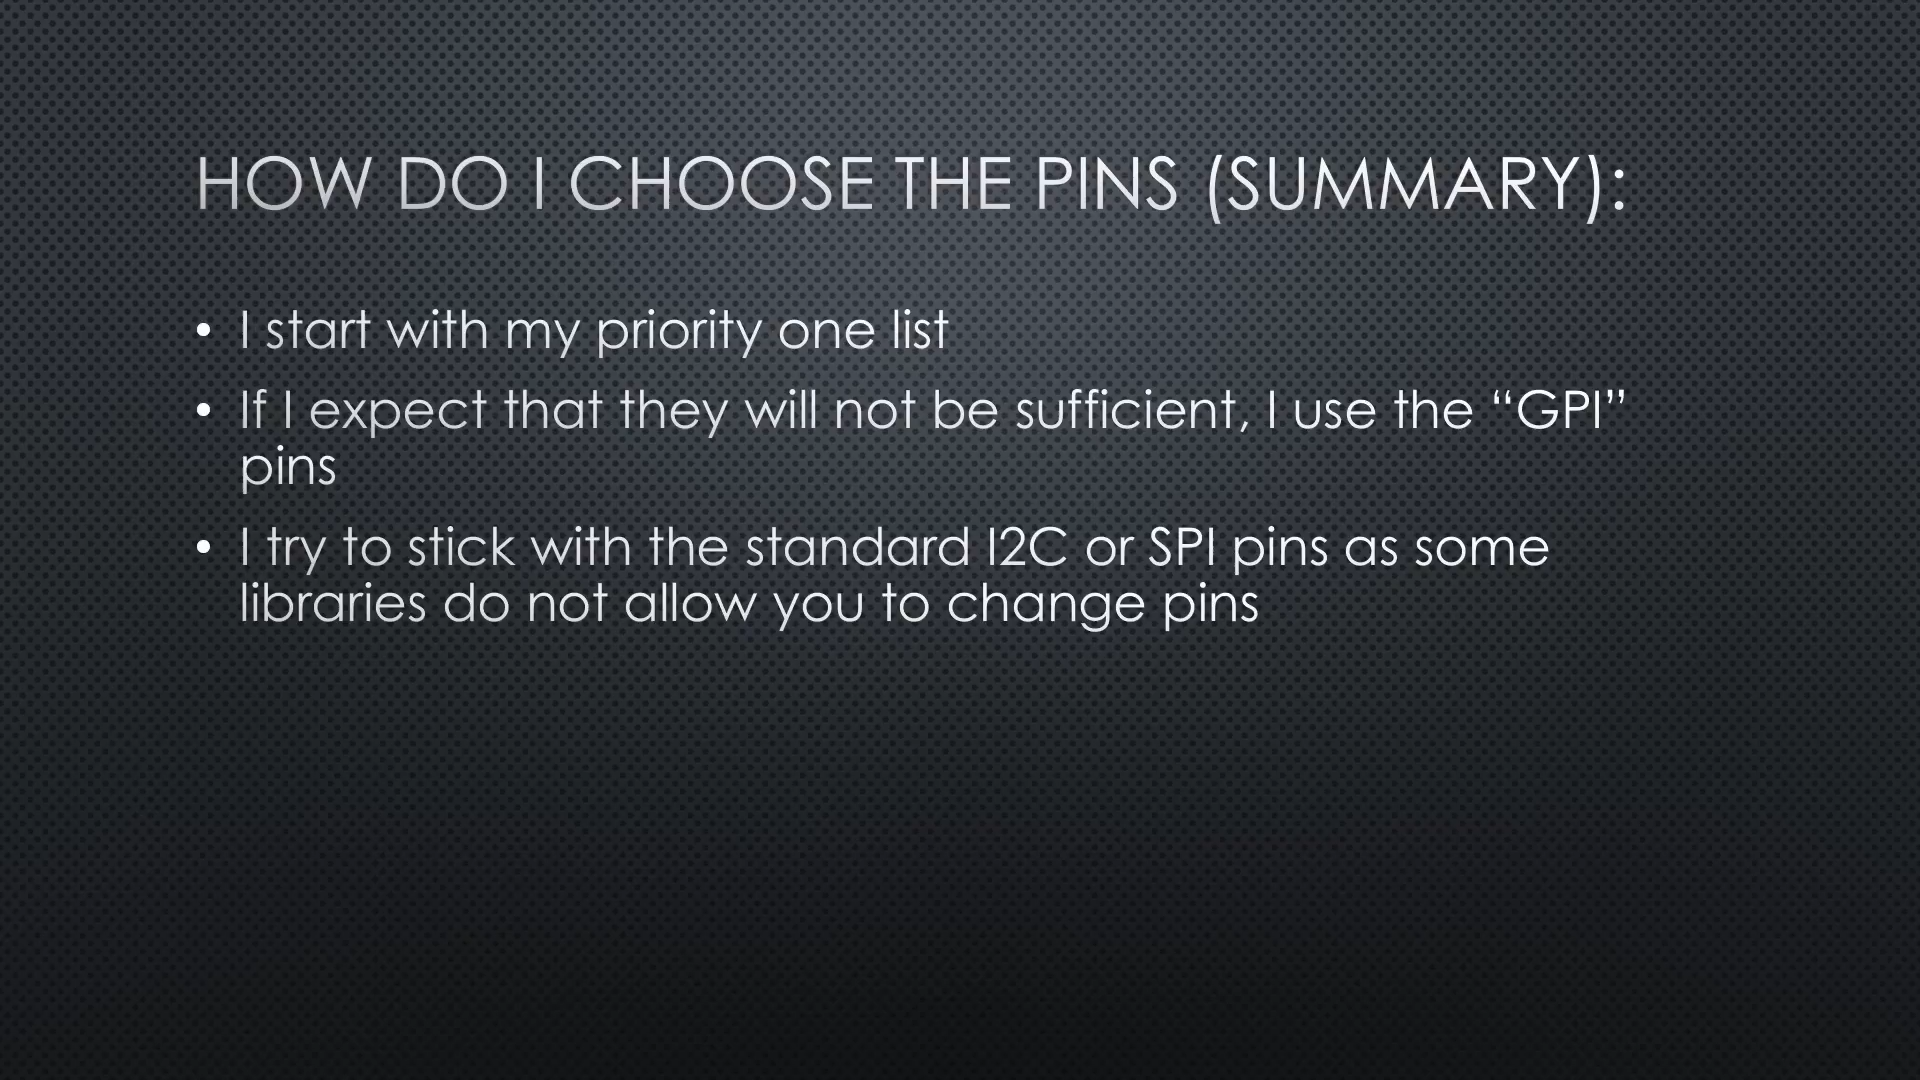 HOW DO I CHOOSE THE PINS (SUMMARY):
• I start with my priority one list
• If I expect that they will not be sufficient, I use the “GPI”
pins
• I try to stick with the standard I2C or SPI pins as some
libraries do not allow you to change pins